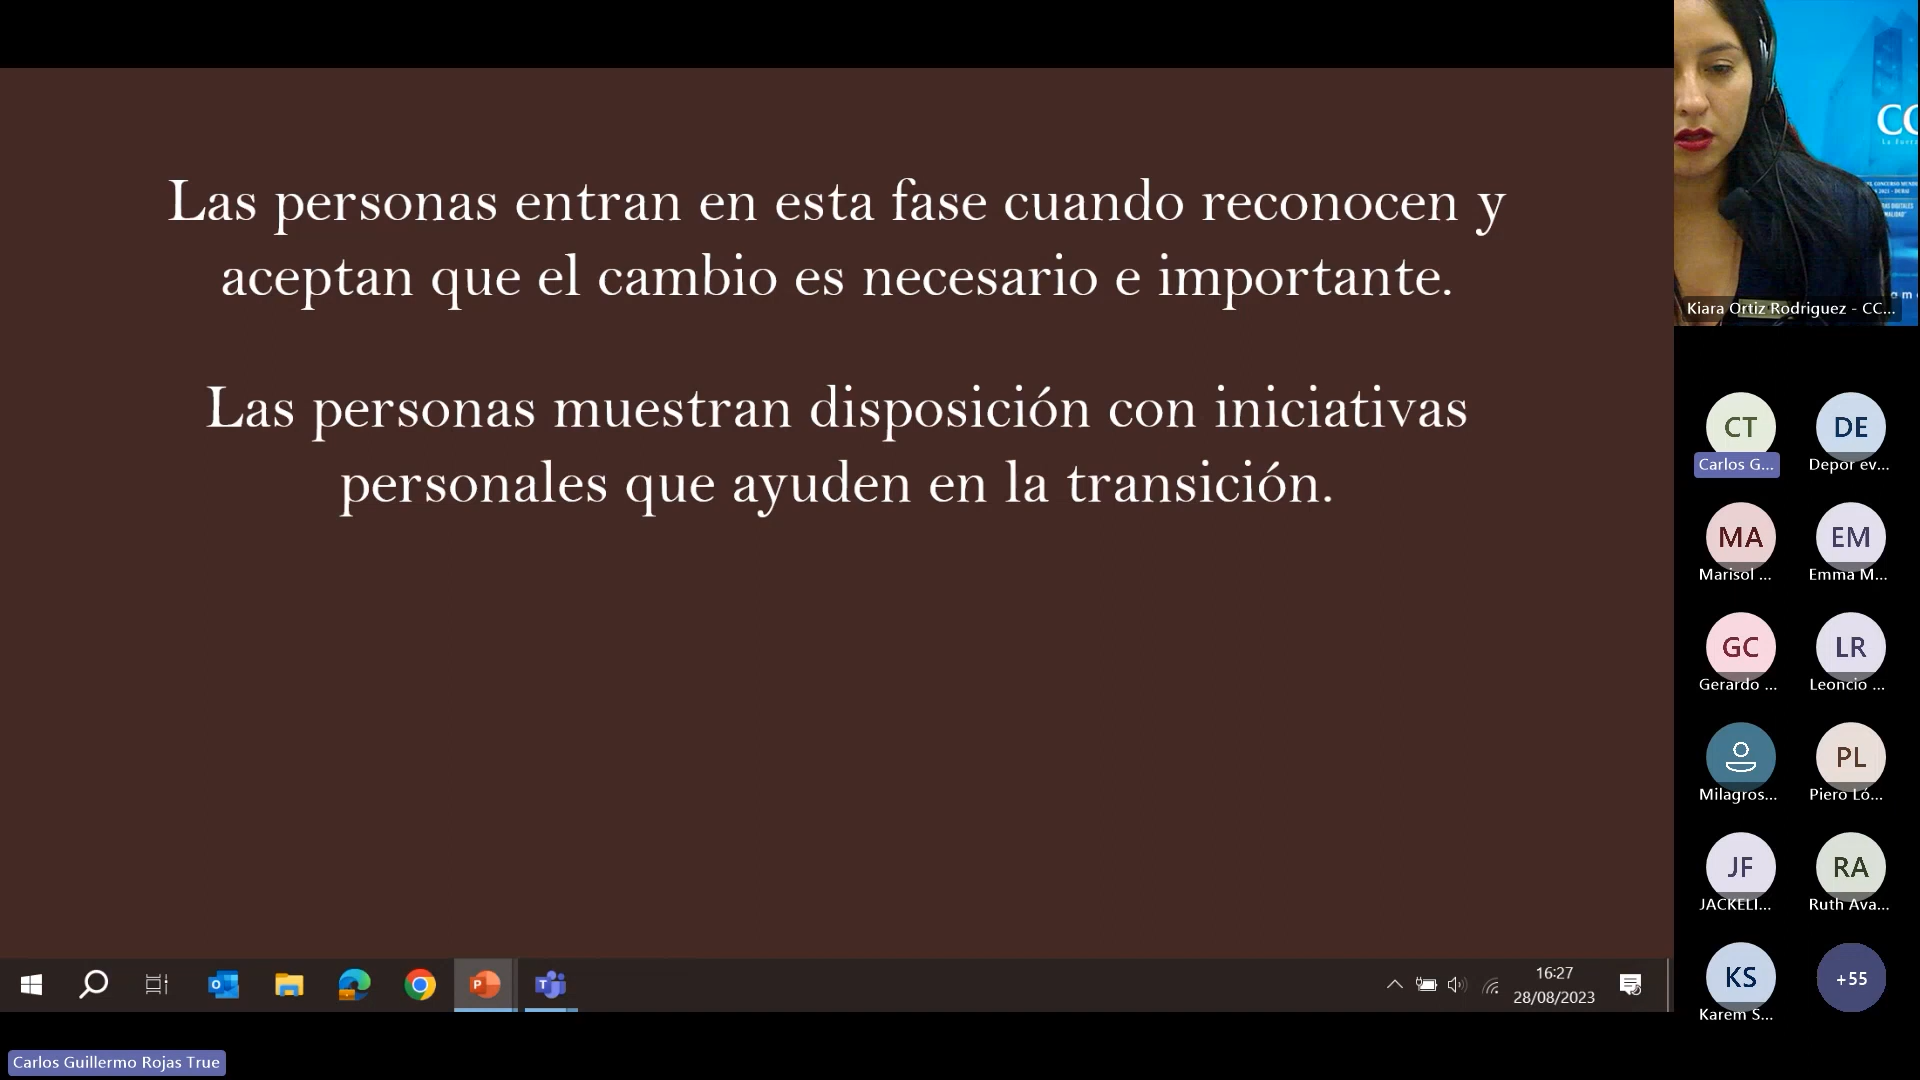 Las personas entran en esta fase cuando reconocen y
aceptan que el cambio es necesario e importante.
Las personas muestran disposición con iniciativas
personales que ayuden en la transición.
CC
Kiara Ortiz Rodriguez - CC...
CT
DE
Carlos G...
Depor ev...
MA
EM
Marisol ...
Emma M...
GC
LR
Gerardo ...
Leoncio ...
PL
Milagros...
Piero Ló...
JF
RA
JACKELI...
Ruth Ava...
KS
+55
Karem S...
16:27
28/08/2023
Carlos Guillermo Rojas True